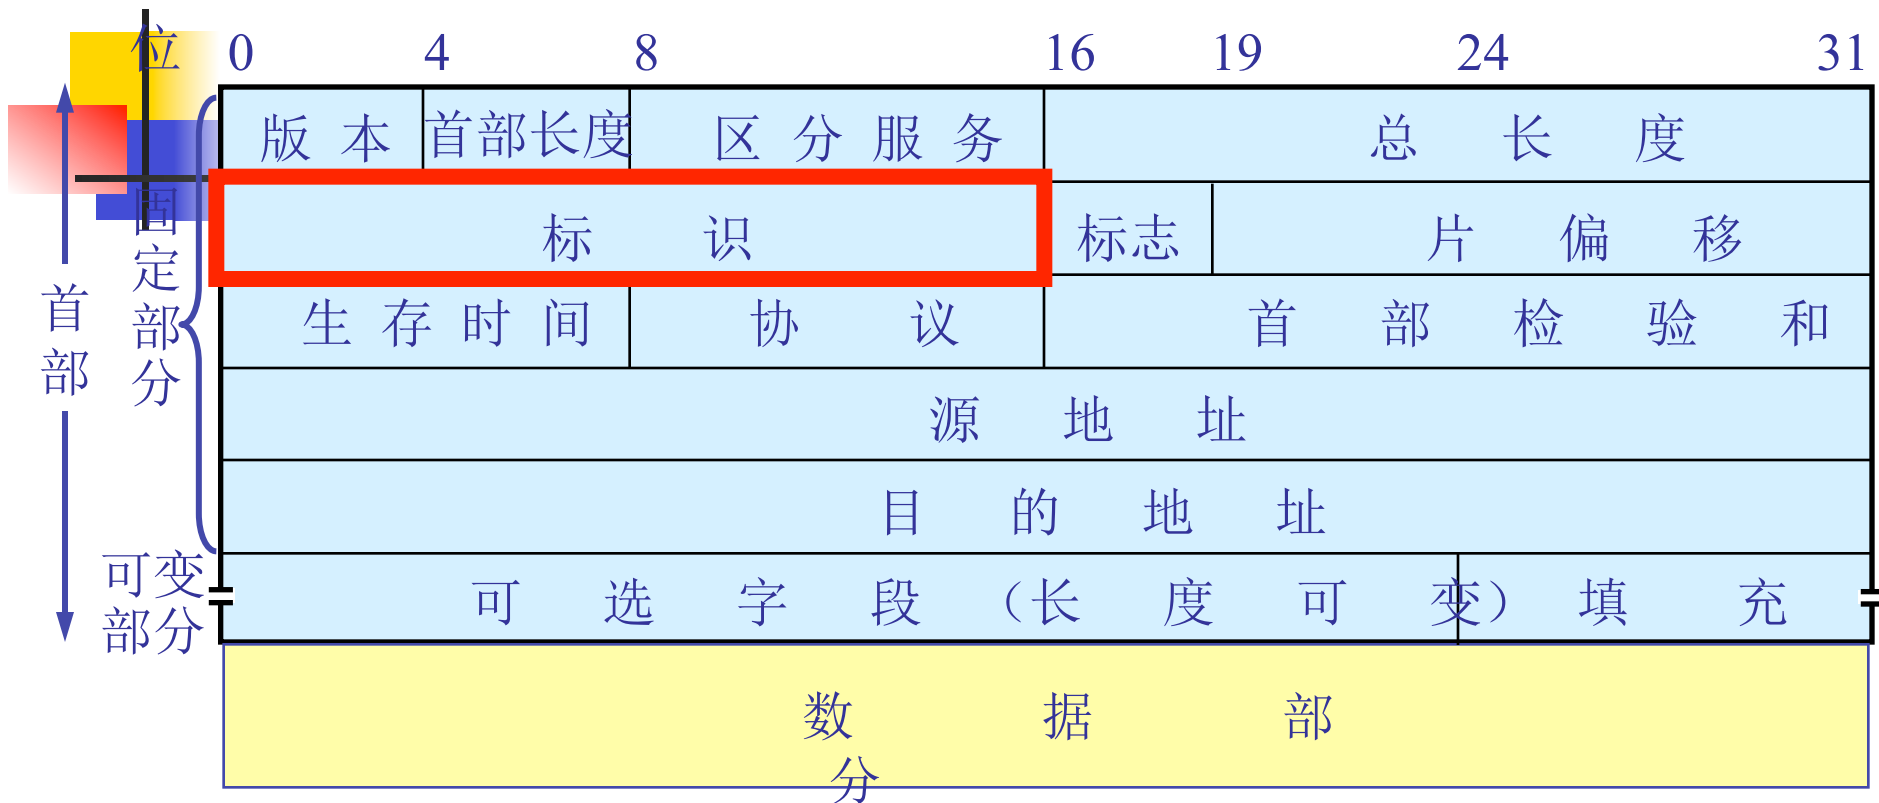 位 0 4 8 16 19 24 31
版本 首部长度 区分服务 总长度
标识 标志 片偏移
生存时间 协议 首部检验和
源地址
目的地址
可选字段（长度可变） 填充
数据部
分
首部
固定部分
可变
部分